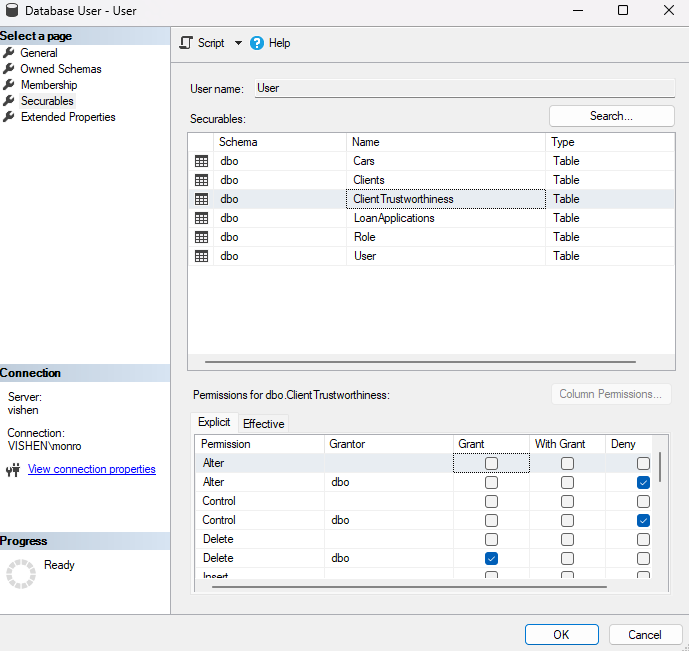 Database User - User
Select a page
General
Owned Schemas
Membership
Securables
Extended Properties
Connection
Server:
vishen
Connection:
VISHEN\monro
View connection properties
Progress
Ready
Script Help
User name: User
Securables: Search...
Schema Name Type
dbo Cars Table
dbo Clients Table
dbo ClientTrustworthiness Table
dbo LoanApplications Table
dbo Role Table
dbo User Table
Permissions for dbo.ClientTrustworthiness: Column Permissions...
Explicit Effective
Permission Grantor Grant With Grant Deny
Alter
Alter dbo
Control
Control dbo
Delete
Delete dbo
Insert
OK Cancel